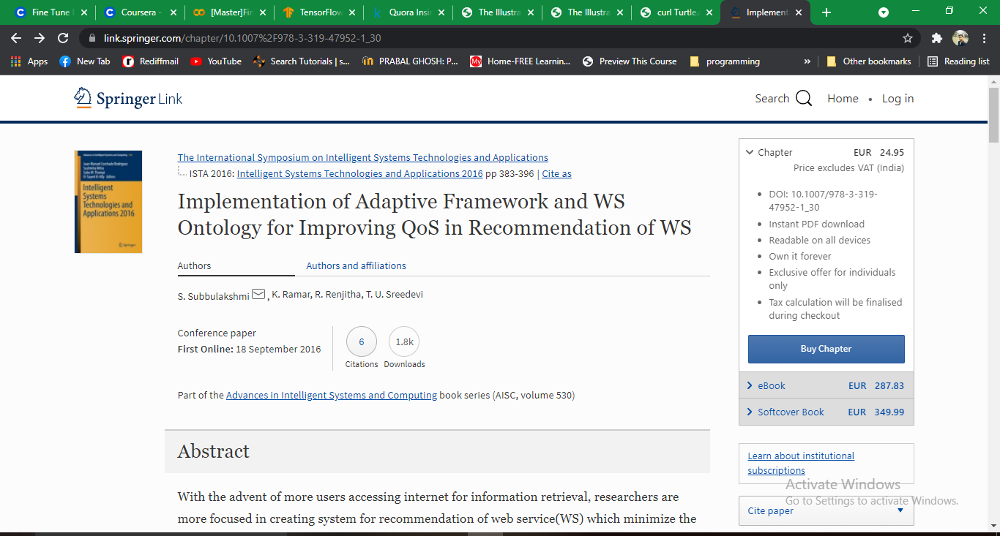 Fine Tune
Coursera -
[Master]Fin
TensorFlow
Quora Insi
The Illustra
The Illustra
curl Turtle.
Implement
link.springer.com/chapter/10.1007%2F978-3-319-47952-1_30
Apps
New Tab
Rediffmail
YouTube
Search Tutorials | s...
PRABAL GHOSH: P...
Home-FREE Learnin...
Preview This Course
programming
»
Other bookmarks
Reading list
Springer Link
Search
Home
•
Log in
Intelligent
Systems
Technologies and
Applications 2016
Springer
The International Symposium on Intelligent Systems Technologies and Applications
ISTA 2016: Intelligent Systems Technologies and Applications 2016 pp 383-396 | Cite as
Implementation of Adaptive Framework and WS
Ontology for Improving QoS in Recommendation of WS
Authors
Authors and affiliations
S. Subbulakshmi , K. Ramar, R. Renjitha, T. U. Sreedevi
Conference paper
First Online: 18 September 2016
6
Citations
1.8k
Downloads
Part of the Advances in Intelligent Systems and Computing book series (AISC, volume 530)
Abstract
With the advent of more users accessing internet for information retrieval, researchers are
more focused in creating system for recommendation of web service(WS) which minimize the
Chapter EUR 24.95
Price excludes VAT (India)
• DOI: 10.1007/978-3-319-
47952-1_30
• Instant PDF download
• Readable on all devices
• Own it forever
• Exclusive offer for individuals
only
• Tax calculation will be finalised
during checkout
Buy Chapter
eBook EUR 287.83
Softcover Book EUR 349.99
Learn about institutional
subscriptions
Activate Windows
Go to Settings to activate Windows.
Cite paper